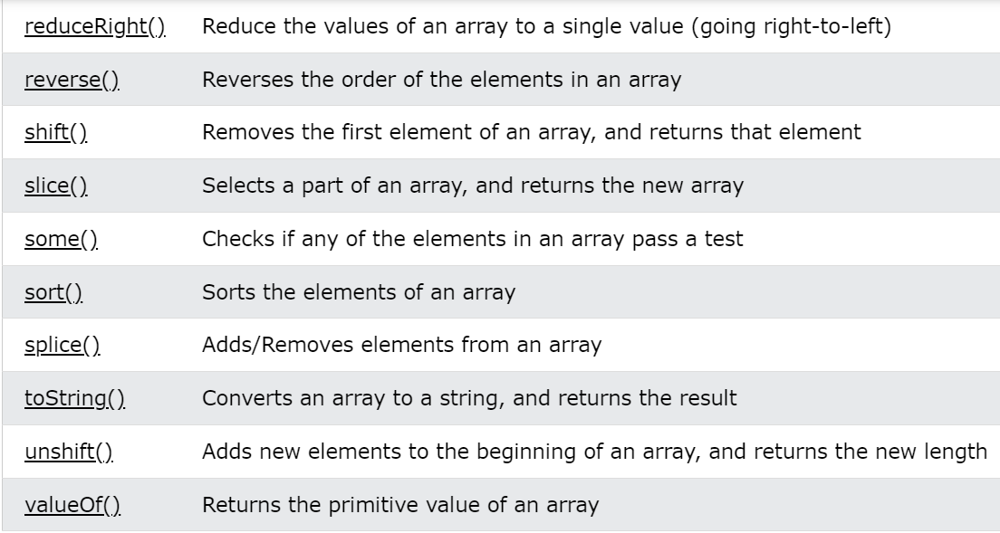 reduceRight() Reduce the values of an array to a single value (going right-to-left)
reverse() Reverses the order of the elements in an array
shift() Removes the first element of an array, and returns that element
slice() Selects a part of an array, and returns the new array
some() Checks if any of the elements in an array pass a test
sort() Sorts the elements of an array
splice() Adds/Removes elements from an array
toString() Converts an array to a string, and returns the result
unshift() Adds new elements to the beginning of an array, and returns the new length
valueOf() Returns the primitive value of an array